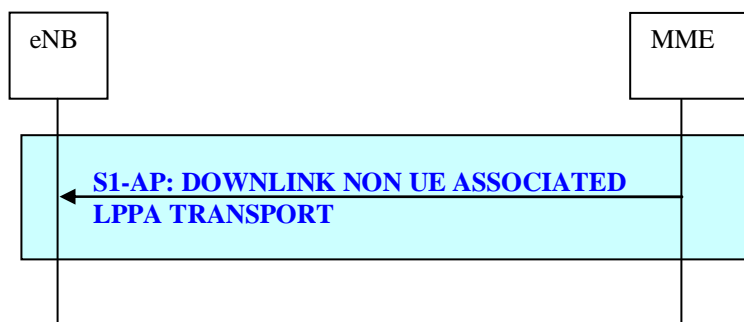 eNB
MME
S1-AP: DOWNLINK NON UE ASSOCIATED
LPPA TRANSPORT